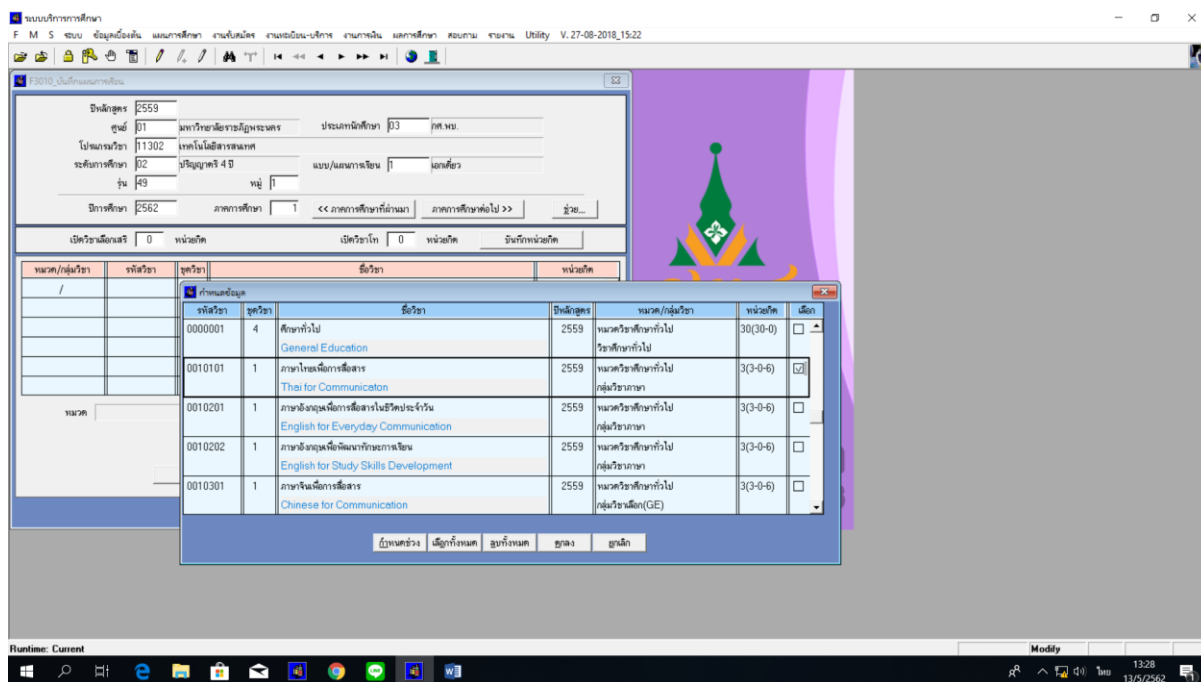 ระบบบริการการศึกษา
F M S ระบบ ข้อมูลเบื้องต้น แผนการศึกษา งานรับสมัคร งานทะเบียน-บริการ งานการเงิน ผลการศึกษา สอบถาม รายงาน Utility V. 27-08-2018_15:22
F3010_บันทึกแผนการเรียน
ปีหลักสูตร 2559
ศูนย์ 01 มหาวิทยาลัยราชภัฏพระนคร ประเภทนักศึกษา 03 กศ.พบ.
โปรแกรมวิชา 11302 เทคโนโลยีสารสนเทศ
ระดับการศึกษา 02 ปริญญาตรี 4 ปี แบบ/แผนการเรียน 1 เอกเดี่ยว
รุ่น 49 หมู่ 1
ปีการศึกษา 2562 ภาคการศึกษา 1 << ภาคการศึกษาที่ผ่านมา ภาคการศึกษาต่อไป >> ช่วย...
เปิดวิชาเลือกเสรี 0 หน่วยกิต เปิดวิชาโท 0 หน่วยกิต บันทึกหน่วยกิต
หมวด/กลุ่มวิชา รหัสวิชา ชุดวิชา ชื่อวิชา หน่วยกิต
/
หมวด
กำหนดข้อมูล
รหัสวิชา ชุดวิชา ชื่อวิชา ปีหลักสูตร หมวด/กลุ่มวิชา หน่วยกิต เลือก
0000001 4 ศึกษาทั่วไป 2559 หมวดวิชาศึกษาทั่วไป 30(30-0)
General Education วิชาศึกษาทั่วไป
0010101 1 ภาษาไทยเพื่อการสื่อสาร 2559 หมวดวิชาศึกษาทั่วไป 3(3-0-6)
Thai for Communicaton กลุ่มวิชาภาษา
0010201 1 ภาษาอังกฤษเพื่อการสื่อสารในชีวิตประจำวัน 2559 หมวดวิชาศึกษาทั่วไป 3(3-0-6)
English for Everyday Communication กลุ่มวิชาภาษา
0010202 1 ภาษาอังกฤษเพื่อพัฒนาทักษะการเรียน 2559 หมวดวิชาศึกษาทั่วไป 3(3-0-6)
English for Study Skills Development กลุ่มวิชาภาษา
0010301 1 ภาษาจีนเพื่อการสื่อสาร 2559 หมวดวิชาศึกษาทั่วไป 3(3-0-6)
Chinese for Communication กลุ่มวิชาเลือก(GE)
กำหนดช่วง เลือกทั้งหมด ลบทั้งหมด ตกลง ยกเลิก
Runtime: Current Modify
ไทย 13:28
13/5/2562